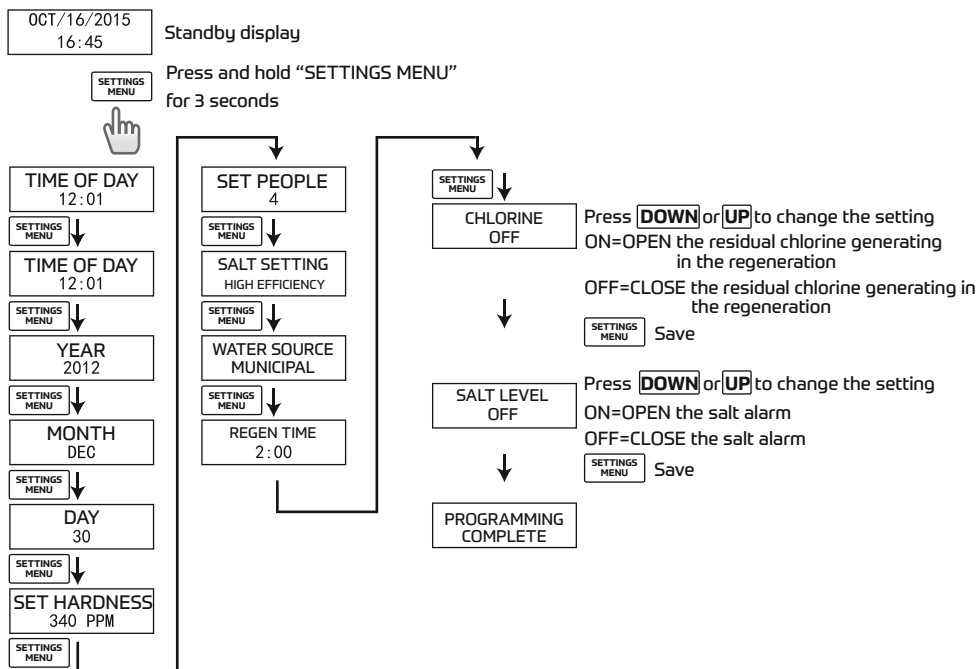 OCT/16/2015
16:45
Standby display
SETTINGS
MENU
Press and hold “SETTINGS MENU”
for 3 seconds
TIME OF DAY
12:01
SETTINGS
MENU
TIME OF DAY
12:01
SETTINGS
MENU
YEAR
2012
SETTINGS
MENU
MONTH
DEC
SETTINGS
MENU
DAY
30
SETTINGS
MENU
SET HARDNESS
340 PPM
SETTINGS
MENU
SET PEOPLE
4
SETTINGS
MENU
SALT SETTING
HIGH EFFICIENCY
SETTINGS
MENU
WATER SOURCE
MUNICIPAL
SETTINGS
MENU
REGEN TIME
2:00
SETTINGS
MENU
CHLORINE
OFF
Press DOWN or UP to change the setting
ON=OPEN the residual chlorine generating
in the regeneration
OFF=CLOSE the residual chlorine generating in
the regeneration
SETTINGS
MENU
Save
SALT LEVEL
OFF
Press DOWN or UP to change the setting
ON=OPEN the salt alarm
OFF=CLOSE the salt alarm
SETTINGS
MENU
Save
PROGRAMMING
COMPLETE